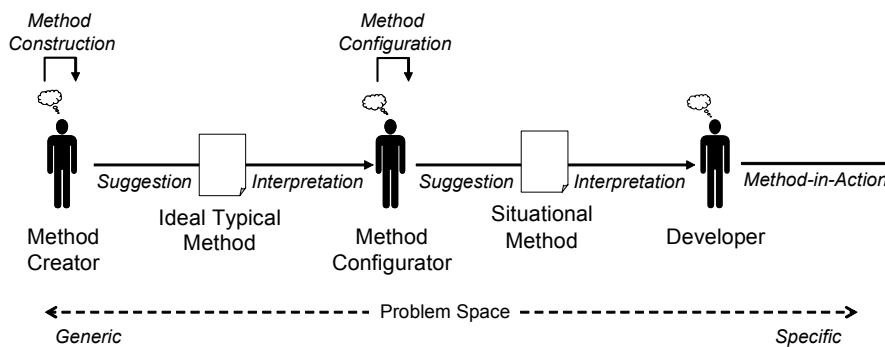 Method
Construction
Method
Configuration
Suggestion
Interpretation
Suggestion
Interpretation
Method-in-Action
Ideal Typical
Method
Situational
Method
Method
Creator
Method
Configurator
Developer
Problem Space
Generic
Specific